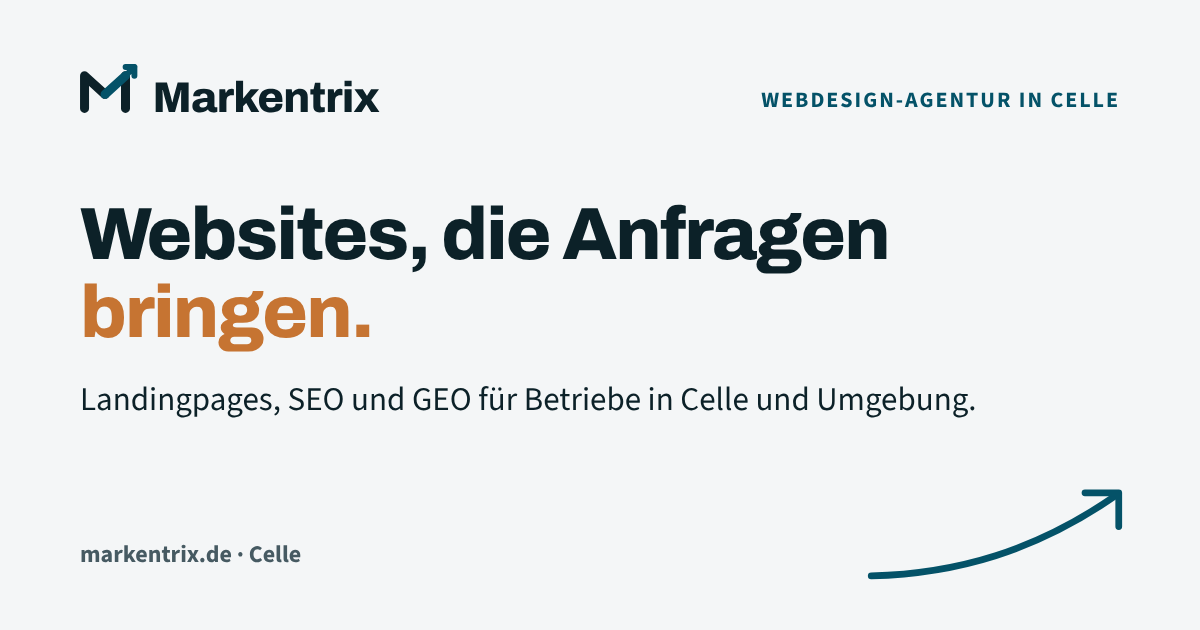 Markentrix
WEBDESIGN-AGENTUR IN CELLE
Websites, die Anfragen
bringen.
Landingpages, SEO und GEO für Betriebe in Celle und Umgebung.
markentrix.de · Celle